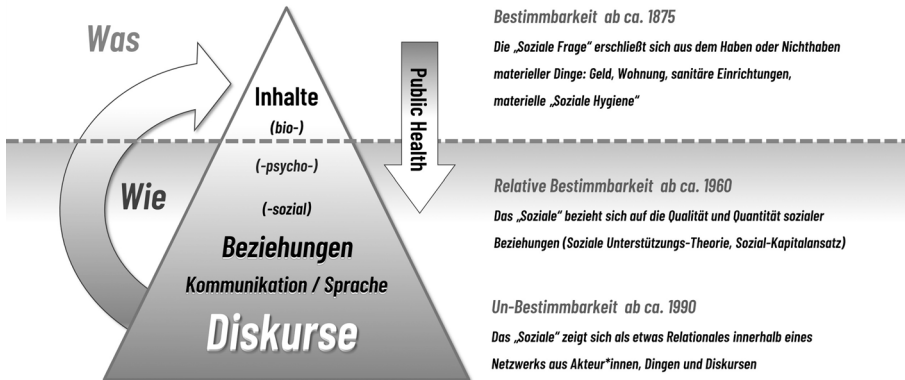 Was
Wie
Inhalte
(bio-)
(-psycho-)
(-sozial)
Beziehungen
Kommunikation / Sprache
Diskurse
Public Health
Bestimmbarkeit ab ca. 1875
Die „Soziale Frage“ erschließt sich aus dem Haben oder Nichthaben
materieller Dinge: Geld, Wohnung, sanitäre Einrichtungen,
materielle „Soziale Hygiene“
Relative Bestimmbarkeit ab ca. 1960
Das „Soziale“ bezieht sich auf die Qualität und Quantität sozialer
Beziehungen (Soziale Unterstützungs-Theorie, Sozial-Kapitalansatz)
Un-Bestimmbarkeit ab ca. 1990
Das „Soziale“ zeigt sich als etwas Relationales innerhalb eines
Netzwerks aus Akteur*innen, Dingen und Diskursen